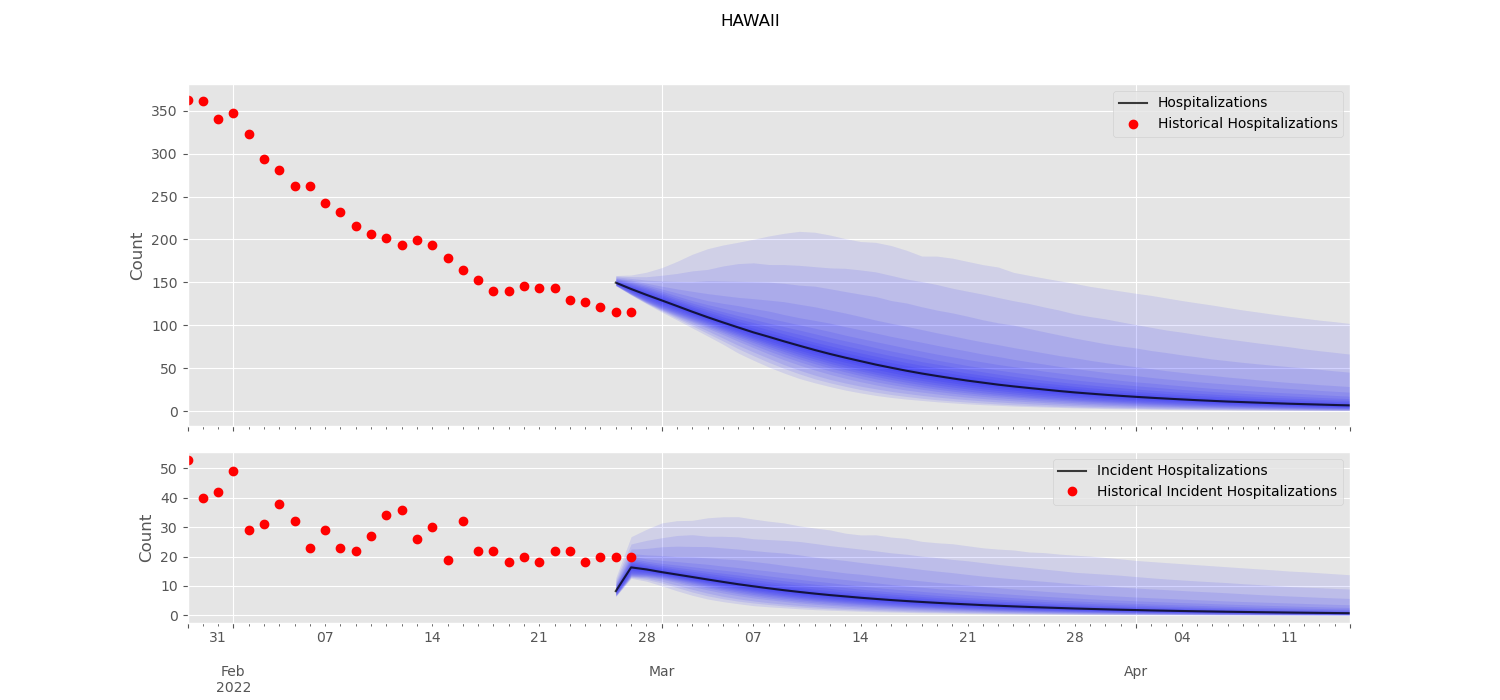 HAWAII
Count
350
300
250
200
150
100
50
0
Hospitalizations
Historical Hospitalizations
Count
50
40
30
20
10
0
Incident Hospitalizations
Historical Incident Hospitalizations
31 07 14 21 28 07 14 21 28 04 11
Feb Mar Apr
2022